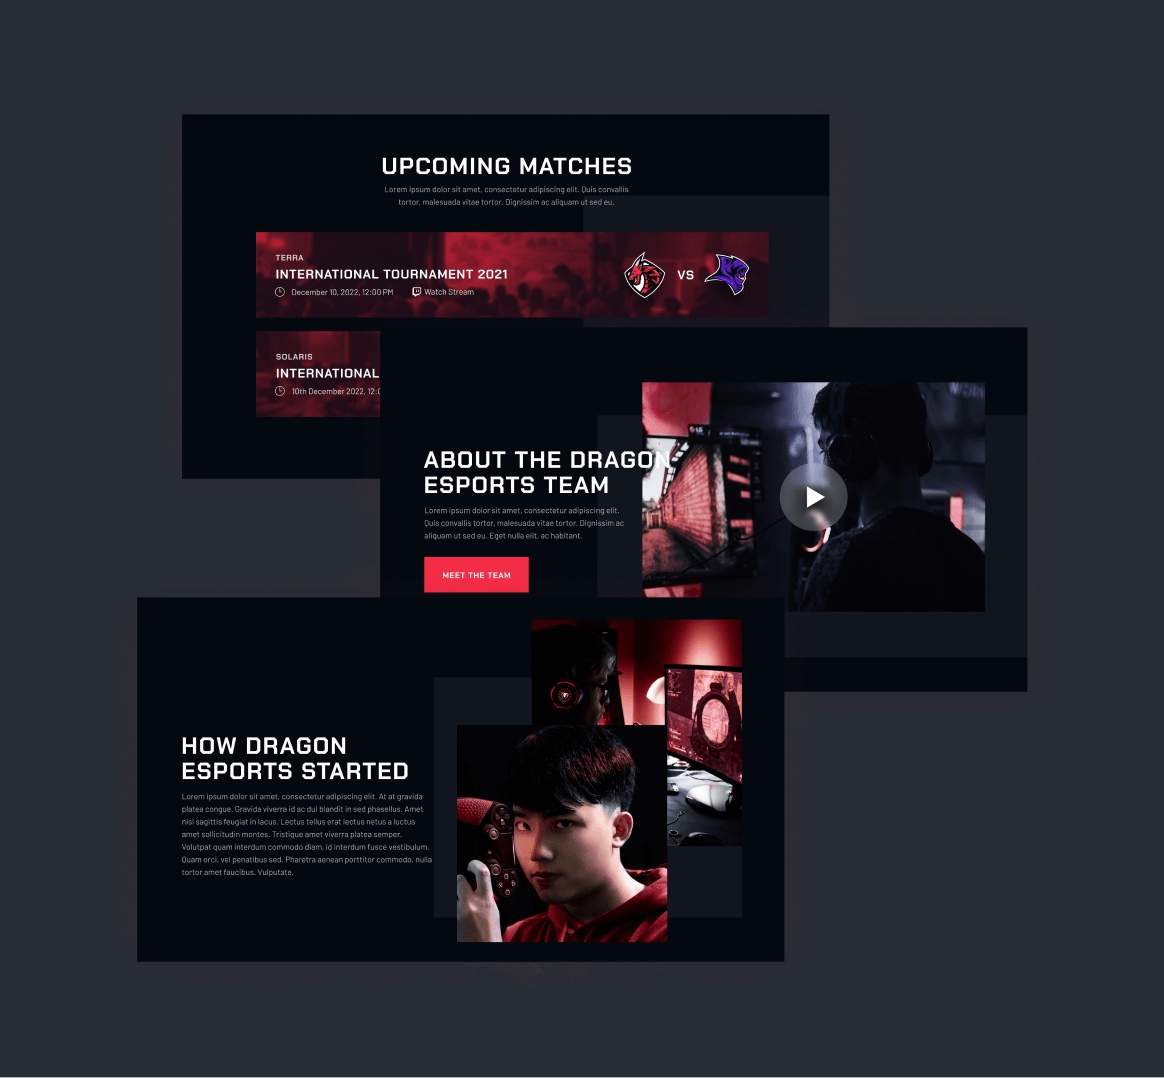 UPCOMING MATCHES
Lorem ipsum dolor sit amet, consectetur adipiscing elit. Quis convallis
tortor, malesuada vitae tortor. Dignissim ac aliquam ut sed eu.
TERRA
INTERNATIONAL TOURNAMENT 2021
December 10, 2022, 12:00 PM Watch Stream
VS
SOLARIS
INTERNATIONAL
10th December 2022, 12:0
ABOUT THE DRAGON
ESPORTS TEAM
Lorem ipsum dolor sit amet, consectetur adipiscing elit.
Quis convallis tortor, malesuada vitae tortor. Dignissim ac
aliquam ut sed eu. Eget nulla elit, ac habitant.
MEET THE TEAM
HOW DRAGON
ESPORTS STARTED
Lorem ipsum dolor sit amet, consectetur adipiscing elit. At at gravida
platea congue. Gravida viverra id ac dui blandit in sed phasellus. Amet
nisl sagittis feugiat in lacus. Lectus tellus erat lectus netus a luctus
amet sollicitudin montes. Tristique amet viverra platea semper.
Volutpat quam interdum commodo diam, id interdum fusce vestibulum.
Quam orci, vel penatibus sed. Pharetra aenean porttitor commodo, nulla
tortor amet faucibus. Vulputate.